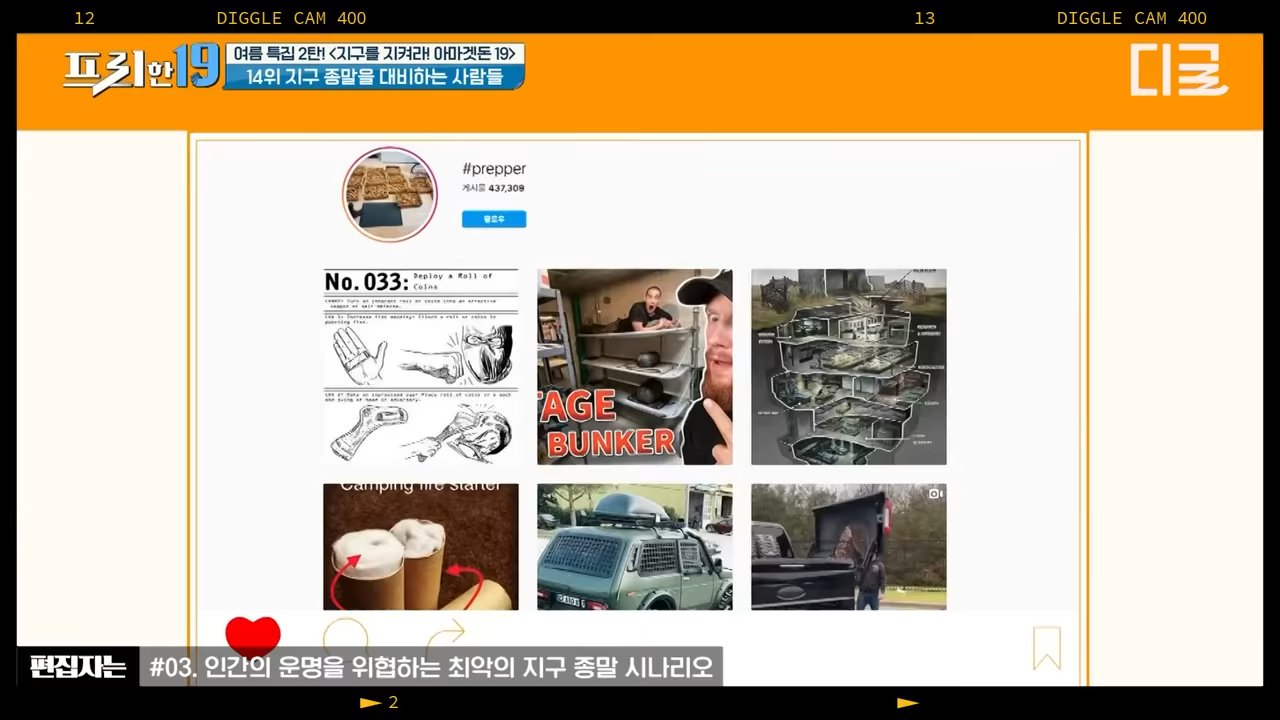 12 DIGGLE CAM 400 13 DIGGLE CAM 400
프리한19
여름 특집 2탄! <지구를 지켜라! 아마겟돈 19>
14위 지구 종말을 대비하는 사람들
디글
#prepper
게시물 437,309
팔로우
No. 033: Deploy a Roll of
Coins
TAGE
BUNKER
Camping fire starter
편집자는 #03. 인간의 운명을 위협하는 최악의 지구 종말 시나리오
2